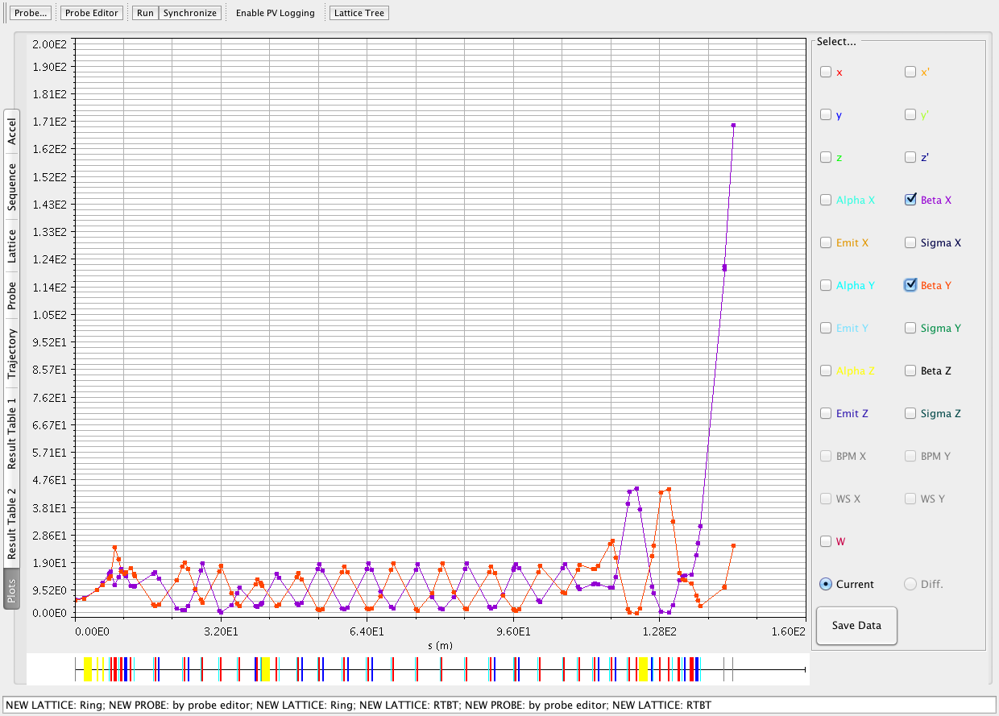 Probe... Probe Editor Run Synchronize Enable PV Logging Lattice Tree
Accel
Sequence
Lattice
Probe
Trajectory
Result Table 1
Result Table 2
Plots
2.00E2
1.90E2
1.81E2
1.71E2
1.62E2
1.52E2
1.43E2
1.33E2
1.24E2
1.14E2
1.05E2
9.52E1
8.57E1
7.62E1
6.67E1
5.71E1
4.76E1
3.81E1
2.86E1
1.90E1
9.52E0
0.00E0
0.00E0 3.20E1 6.40E1 9.60E1 1.28E2 1.60E2
s (m)
Select...
x x'
y y'
z z'
Alpha X Beta X
Emit X Sigma X
Alpha Y Beta Y
Emit Y Sigma Y
Alpha Z Beta Z
Emit Z Sigma Z
BPM X BPM Y
WS X WS Y
W
Current Diff.
Save Data
NEW LATTICE: Ring; NEW PROBE: by probe editor; NEW LATTICE: Ring; NEW LATTICE: RTBT; NEW PROBE: by probe editor; NEW LATTICE: RTBT